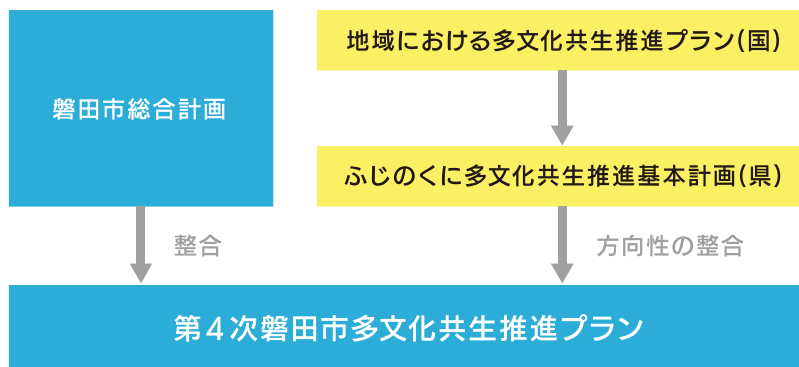 磐田市総合計画
地域における多文化共生推進プラン(国)
ふじのくに多文化共生推進基本計画(県)
整合
方向性の整合
第4次磐田市多文化共生推進プラン